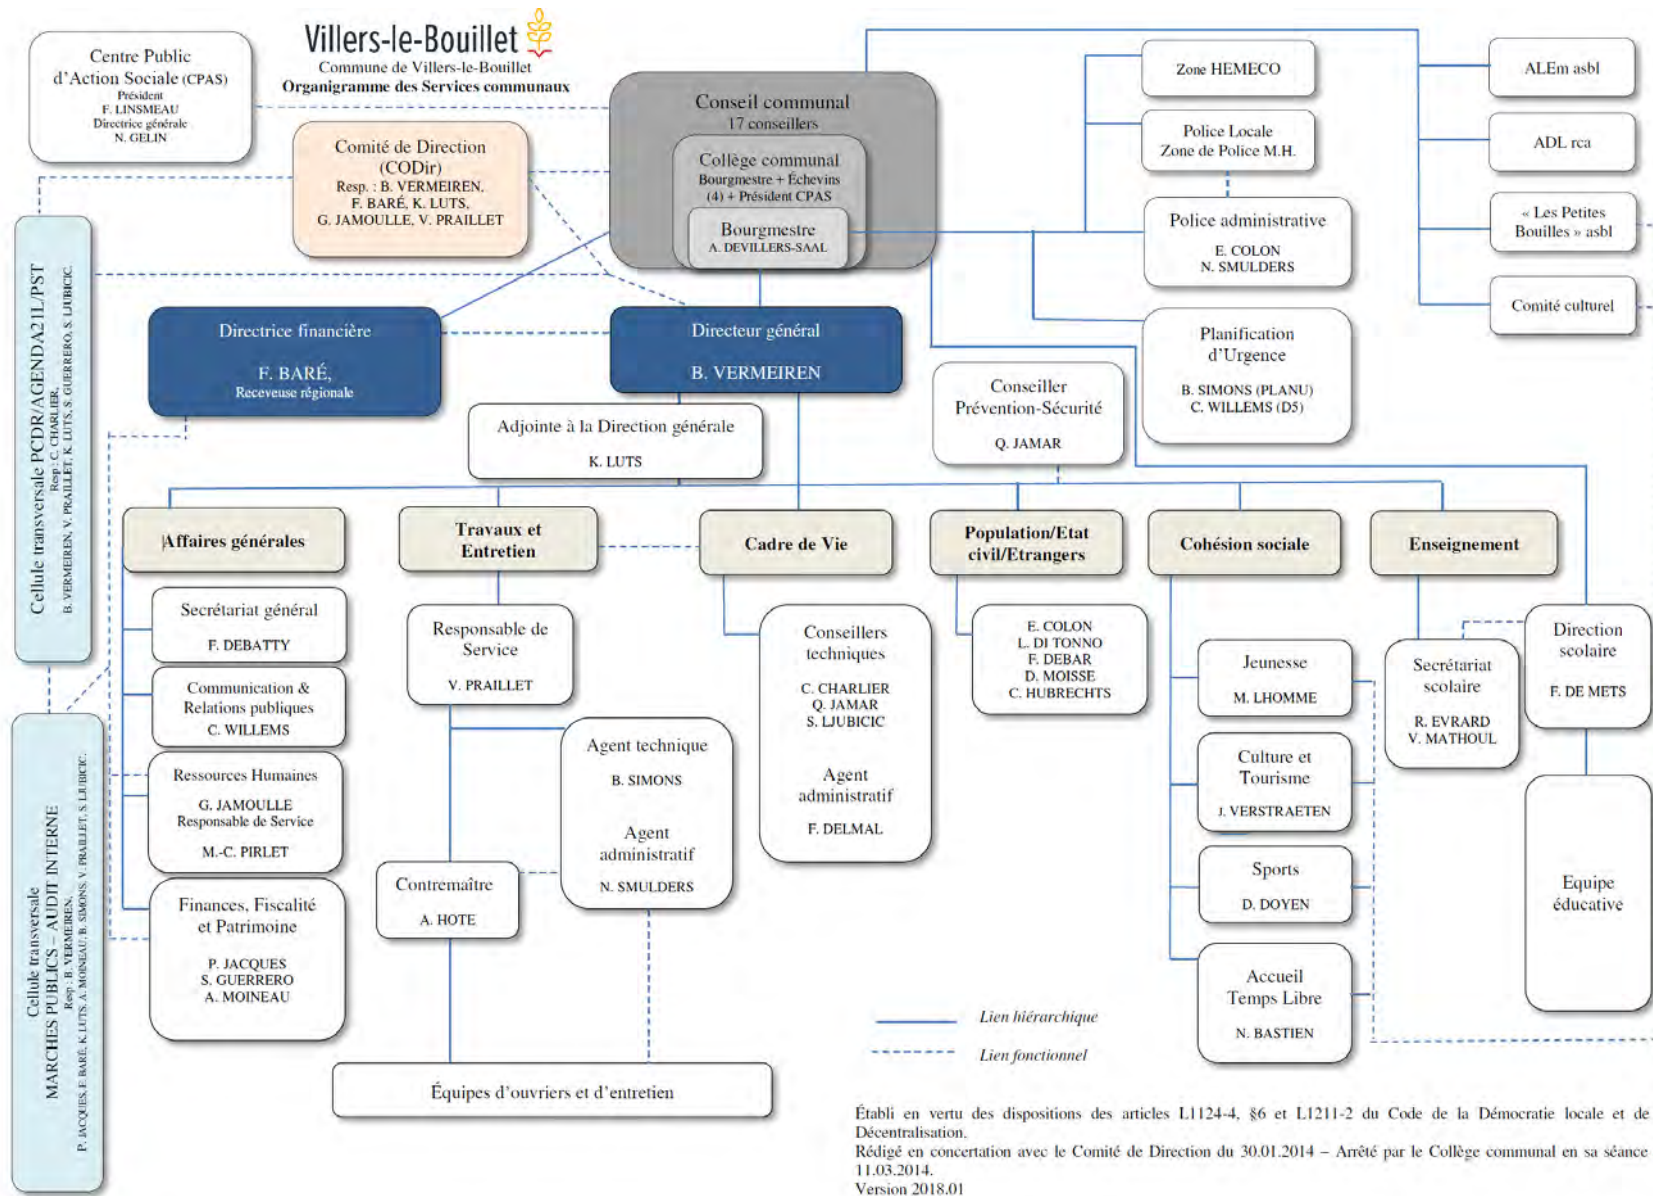 Villers-le-Bouillet
Commune de Villers-le-Bouillet
Organigramme des Services communaux
Centre Public
d'Action Sociale (CPAS)
Président
F. LINSMEAU
Directrice générale
N. GELIN
Comité de Direction
(CODir)
Resp. : B. VERMEIREN,
F. BARÉ, K. LUTS,
G. JAMOULLE, V. PRAILLET
Conseil communal
17 conseillers
Collège communal
Bourgmestre + Échevins
(4) + Président CPAS
Bourgmestre
A. DEVILLERS-SAAL
Zone HEMECO
Police Locale
Zone de Police M.H.
Police administrative
E. COLON
N. SMULDERS
Planification
d'Urgence
B. SIMONS (PLANU)
C. WILLEMS (D5)
ALEm asbl
ADL rca
« Les Petites
Bouilles » asbl
Comité culturel
Cellule transversale PCDR/AGENDA21L/PST
Resp : C. CHARLIER,
B. VERMEIREN, V. PRAILLET, K. LUTS, S. GUERRERO, S. LJUBICIC.
Directrice financière
F. BARÉ,
Receveuse régionale
Directeur général
B. VERMEIREN
Adjointe à la Direction générale
K. LUTS
Conseiller
Prévention-Sécurité
Q. JAMAR
Affaires générales
Travaux et
Entretien
Cadre de Vie
Population/Etat
civil/Etrangers
Cohésion sociale
Enseignement
Secrétariat général
F. DEBATTY
Communication &
Relations publiques
C. WILLEMS
Ressources Humaines
G. JAMOULLE
Responsable de Service
M.-C. PIRLET
Finances, Fiscalité
et Patrimoine
P. JACQUES
S. GUERRERO
A. MOINEAU
Cellule transversale
MARCHES PUBLICS – AUDIT INTERNE
Resp : B. VERMEIREN,
P. JACQUES, F. BARÉ, K. LUTS, A. MOINEAU, B. SIMONS, V. PRAILLET, S. LJUBICIC.
Responsable de
Service
V. PRAILLET
Agent technique
B. SIMONS
Agent
administratif
N. SMULDERS
Contremaître
A. HOTE
Équipes d'ouvriers et d'entretien
Conseillers
techniques
C. CHARLIER
Q. JAMAR
S. LJUBICIC
Agent
administratif
F. DELMAL
E. COLON
L. DI TONNO
F. DEBAR
D. MOISSE
C. HUBRECHTS
Jeunesse
M. LHOMME
Culture et
Tourisme
J. VERSTRAETEN
Sports
D. DOYEN
Accueil
Temps Libre
N. BASTIEN
Secrétariat
scolaire
R. EVRARD
V. MATHOUL
Direction
scolaire
F. DE METS
Equipe
éducative
Lien hiérarchique
Lien fonctionnel
Établi en vertu des dispositions des articles L1124-4, §6 et L1211-2 du Code de la Démocratie locale et de
Décentralisation.
Rédigé en concertation avec le Comité de Direction du 30.01.2014 – Arrêté par le Collège communal en sa séance
11.03.2014.
Version 2018.01